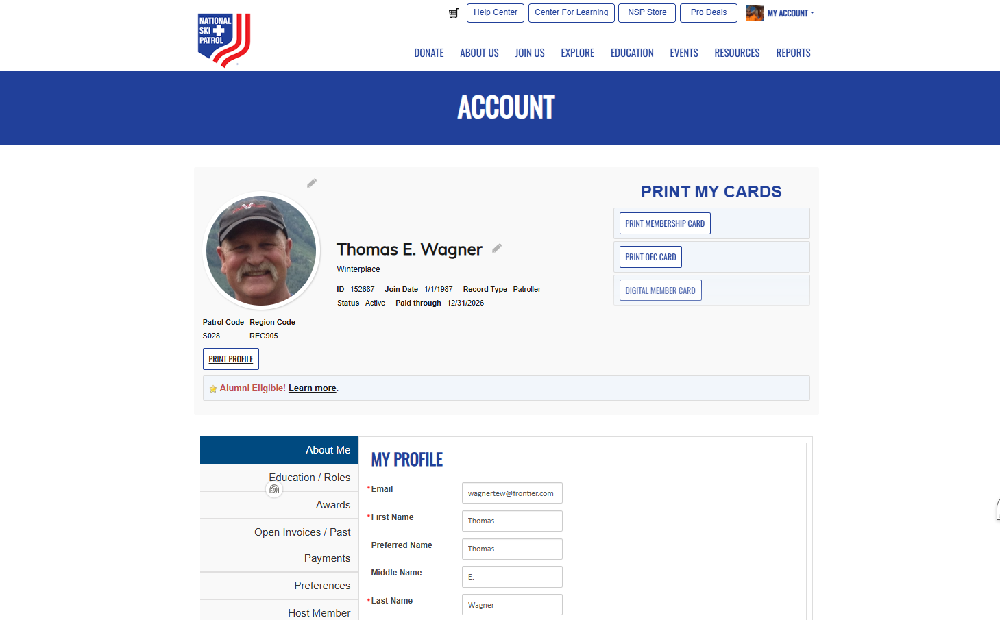 Help Center
Center For Learning
NSP Store
Pro Deals
MY ACCOUNT
NATIONAL
SKI
PATROL
DONATE
ABOUT US
JOIN US
EXPLORE
EDUCATION
EVENTS
RESOURCES
REPORTS
ACCOUNT
PRINT MY CARDS
PRINT MEMBERSHIP CARD
PRINT OEC CARD
DIGITAL MEMBER CARD
Thomas E. Wagner
Winterplace
ID 152687 Join Date 1/1/1987 Record Type Patroller
Status Active Paid through 12/31/2026
Patrol Code Region Code
S028 REG905
PRINT PROFILE
Alumni Eligible! Learn more.
About Me
Education / Roles
Awards
Open Invoices / Past
Payments
Preferences
Host Member
MY PROFILE
*Email wagnertew@frontier.com
*First Name Thomas
Preferred Name Thomas
Middle Name E.
*Last Name Wagner